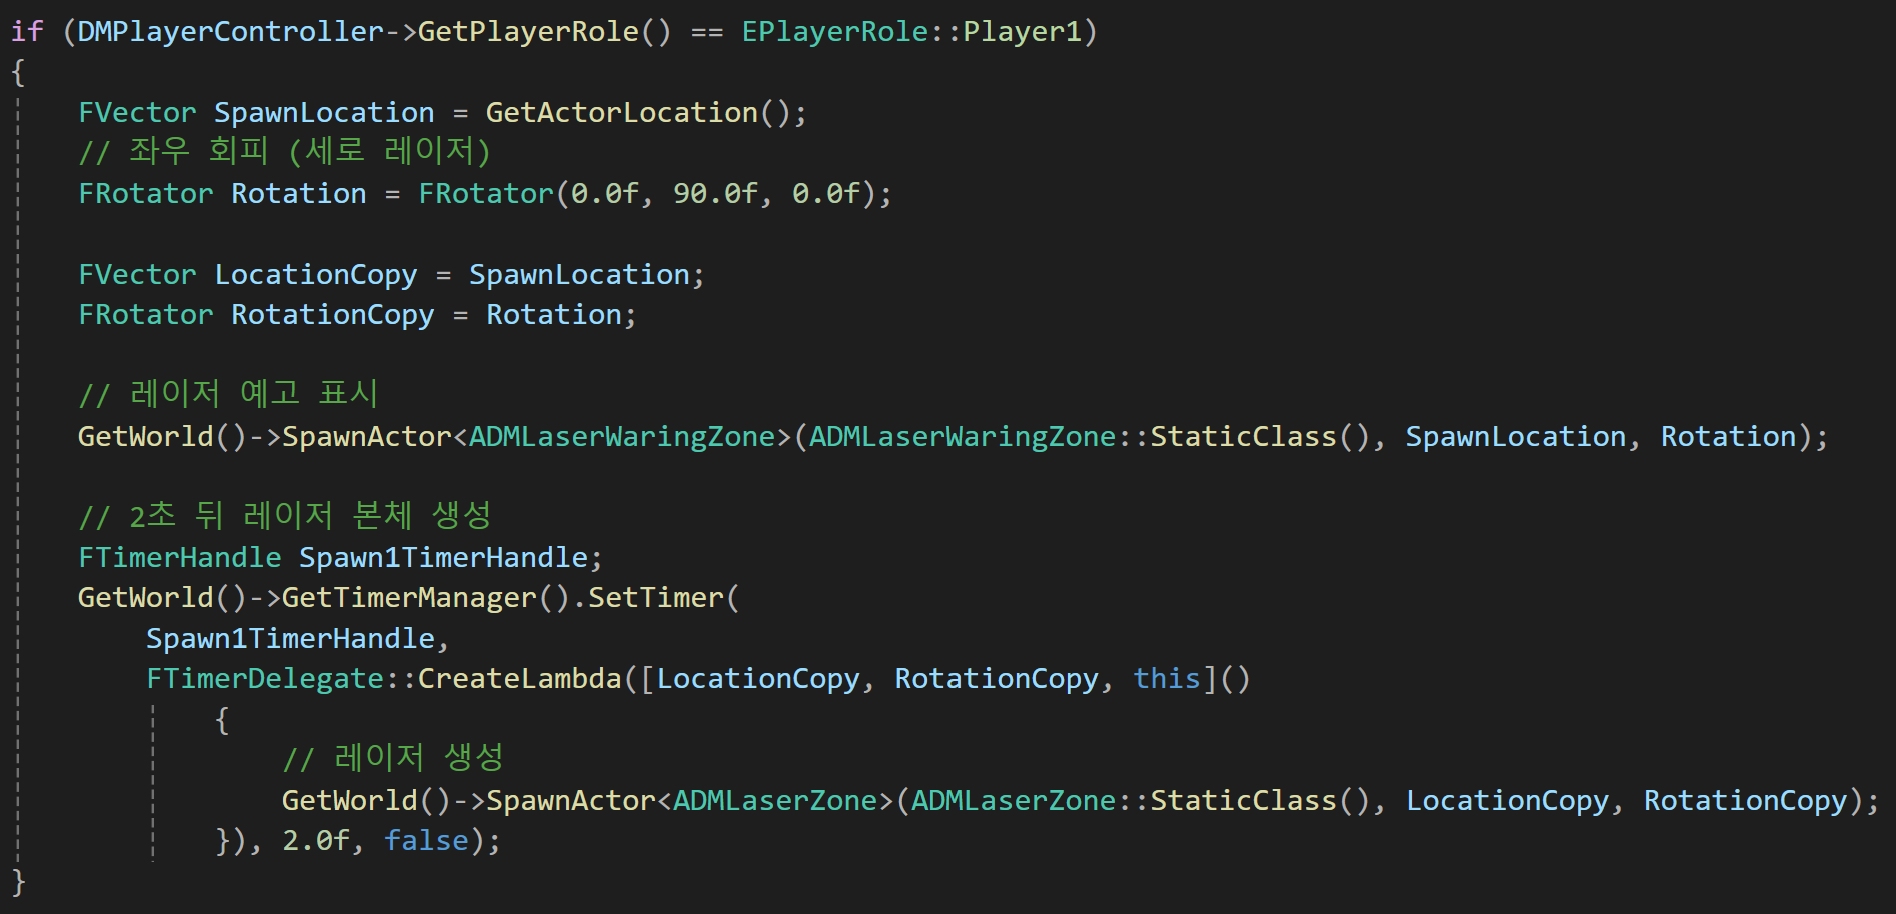 if (DMPlayerController->GetPlayerRole() == EPlayerRole::Player1)
{
    FVector SpawnLocation = GetActorLocation();
    // 좌우 회피 (세로 레이저)
    FRotator Rotation = FRotator(0.0f, 90.0f, 0.0f);

    FVector LocationCopy = SpawnLocation;
    FRotator RotationCopy = Rotation;

    // 레이저 예고 표시
    GetWorld()->SpawnActor<ADMLaserWaringZone>(ADMLaserWaringZone::StaticClass(), SpawnLocation, Rotation);

    // 2초 뒤 레이저 본체 생성
    FTimerHandle Spawn1TimerHandle;
    GetWorld()->GetTimerManager().SetTimer(
        Spawn1TimerHandle,
        FTimerDelegate::CreateLambda([LocationCopy, RotationCopy, this]()
            {
                // 레이저 생성
                GetWorld()->SpawnActor<ADMLaserZone>(ADMLaserZone::StaticClass(), LocationCopy, RotationCopy);
            }), 2.0f, false);
}